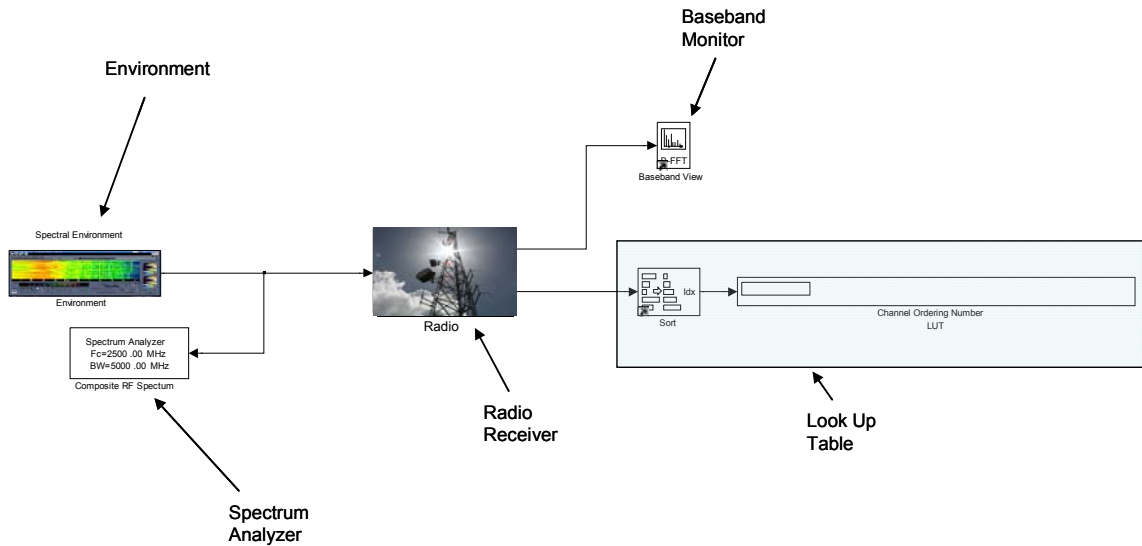 Baseband
Monitor
Environment
B-FFT
Baseband View
Spectral Environment
Environment
Radio
Idx
Sort
Channel Ordering Number
LUT
Spectrum Analyzer
Fc=2500 .00 MHz
BW=5000 .00 MHz
Composite RF Spectum
Radio
Receiver
Look Up
Table
Spectrum
Analyzer